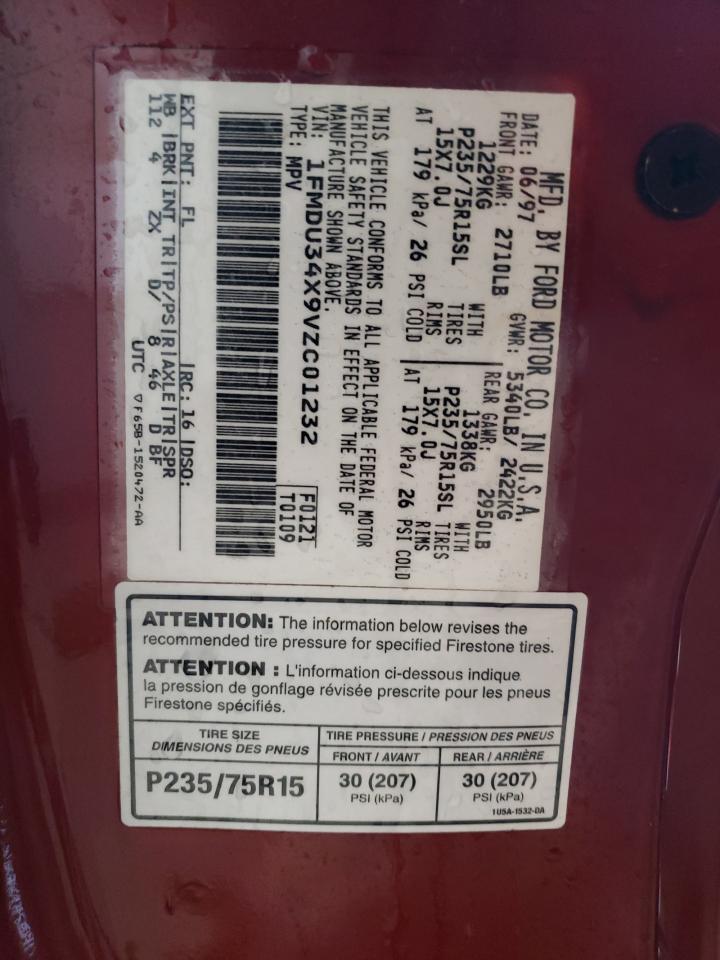 MFD. BY FORD MOTOR CO. IN U.S.A.
DATE: 06/97 GVWR: 5340LB/ 2422KG
FRONT GAWR: 2710LB REAR GAWR: 2950LB
1229KG WITH 1338KG WITH
P235/75R15SL TIRES P235/75R15SL TIRES
15X7.0J RIMS 15X7.0J RIMS
AT 179 kPa/ 26 PSI COLD AT 179 kPa/ 26 PSI COLD
THIS VEHICLE CONFORMS TO ALL APPLICABLE FEDERAL MOTOR
VEHICLE SAFETY STANDARDS IN EFFECT ON THE DATE OF
MANUFACTURE SHOWN ABOVE.
VIN: 1FMDU34X9VZC01232 F0121
TYPE: MPV T0109
EXT PNT: FL RC: 16 DSO:
WB BRK INT TR TP/PS R AXLE TR SPR
112 4 ZX D/ 8 46 D BF
UTC ▽F65B-1520472-AA
ATTENTION: The information below revises the
recommended tire pressure for specified Firestone tires.
ATTENTION : L'information ci-dessous indique
la pression de gonflage révisée prescrite pour les pneus
Firestone spécifiés.
TIRE SIZE
DIMENSIONS DES PNEUS
TIRE PRESSURE / PRESSION DES PNEUS
FRONT / AVANT REAR / ARRIÈRE
P235/75R15 30 (207) 30 (207)
PSI (kPa) PSI (kPa)
1U5A-1532-DA